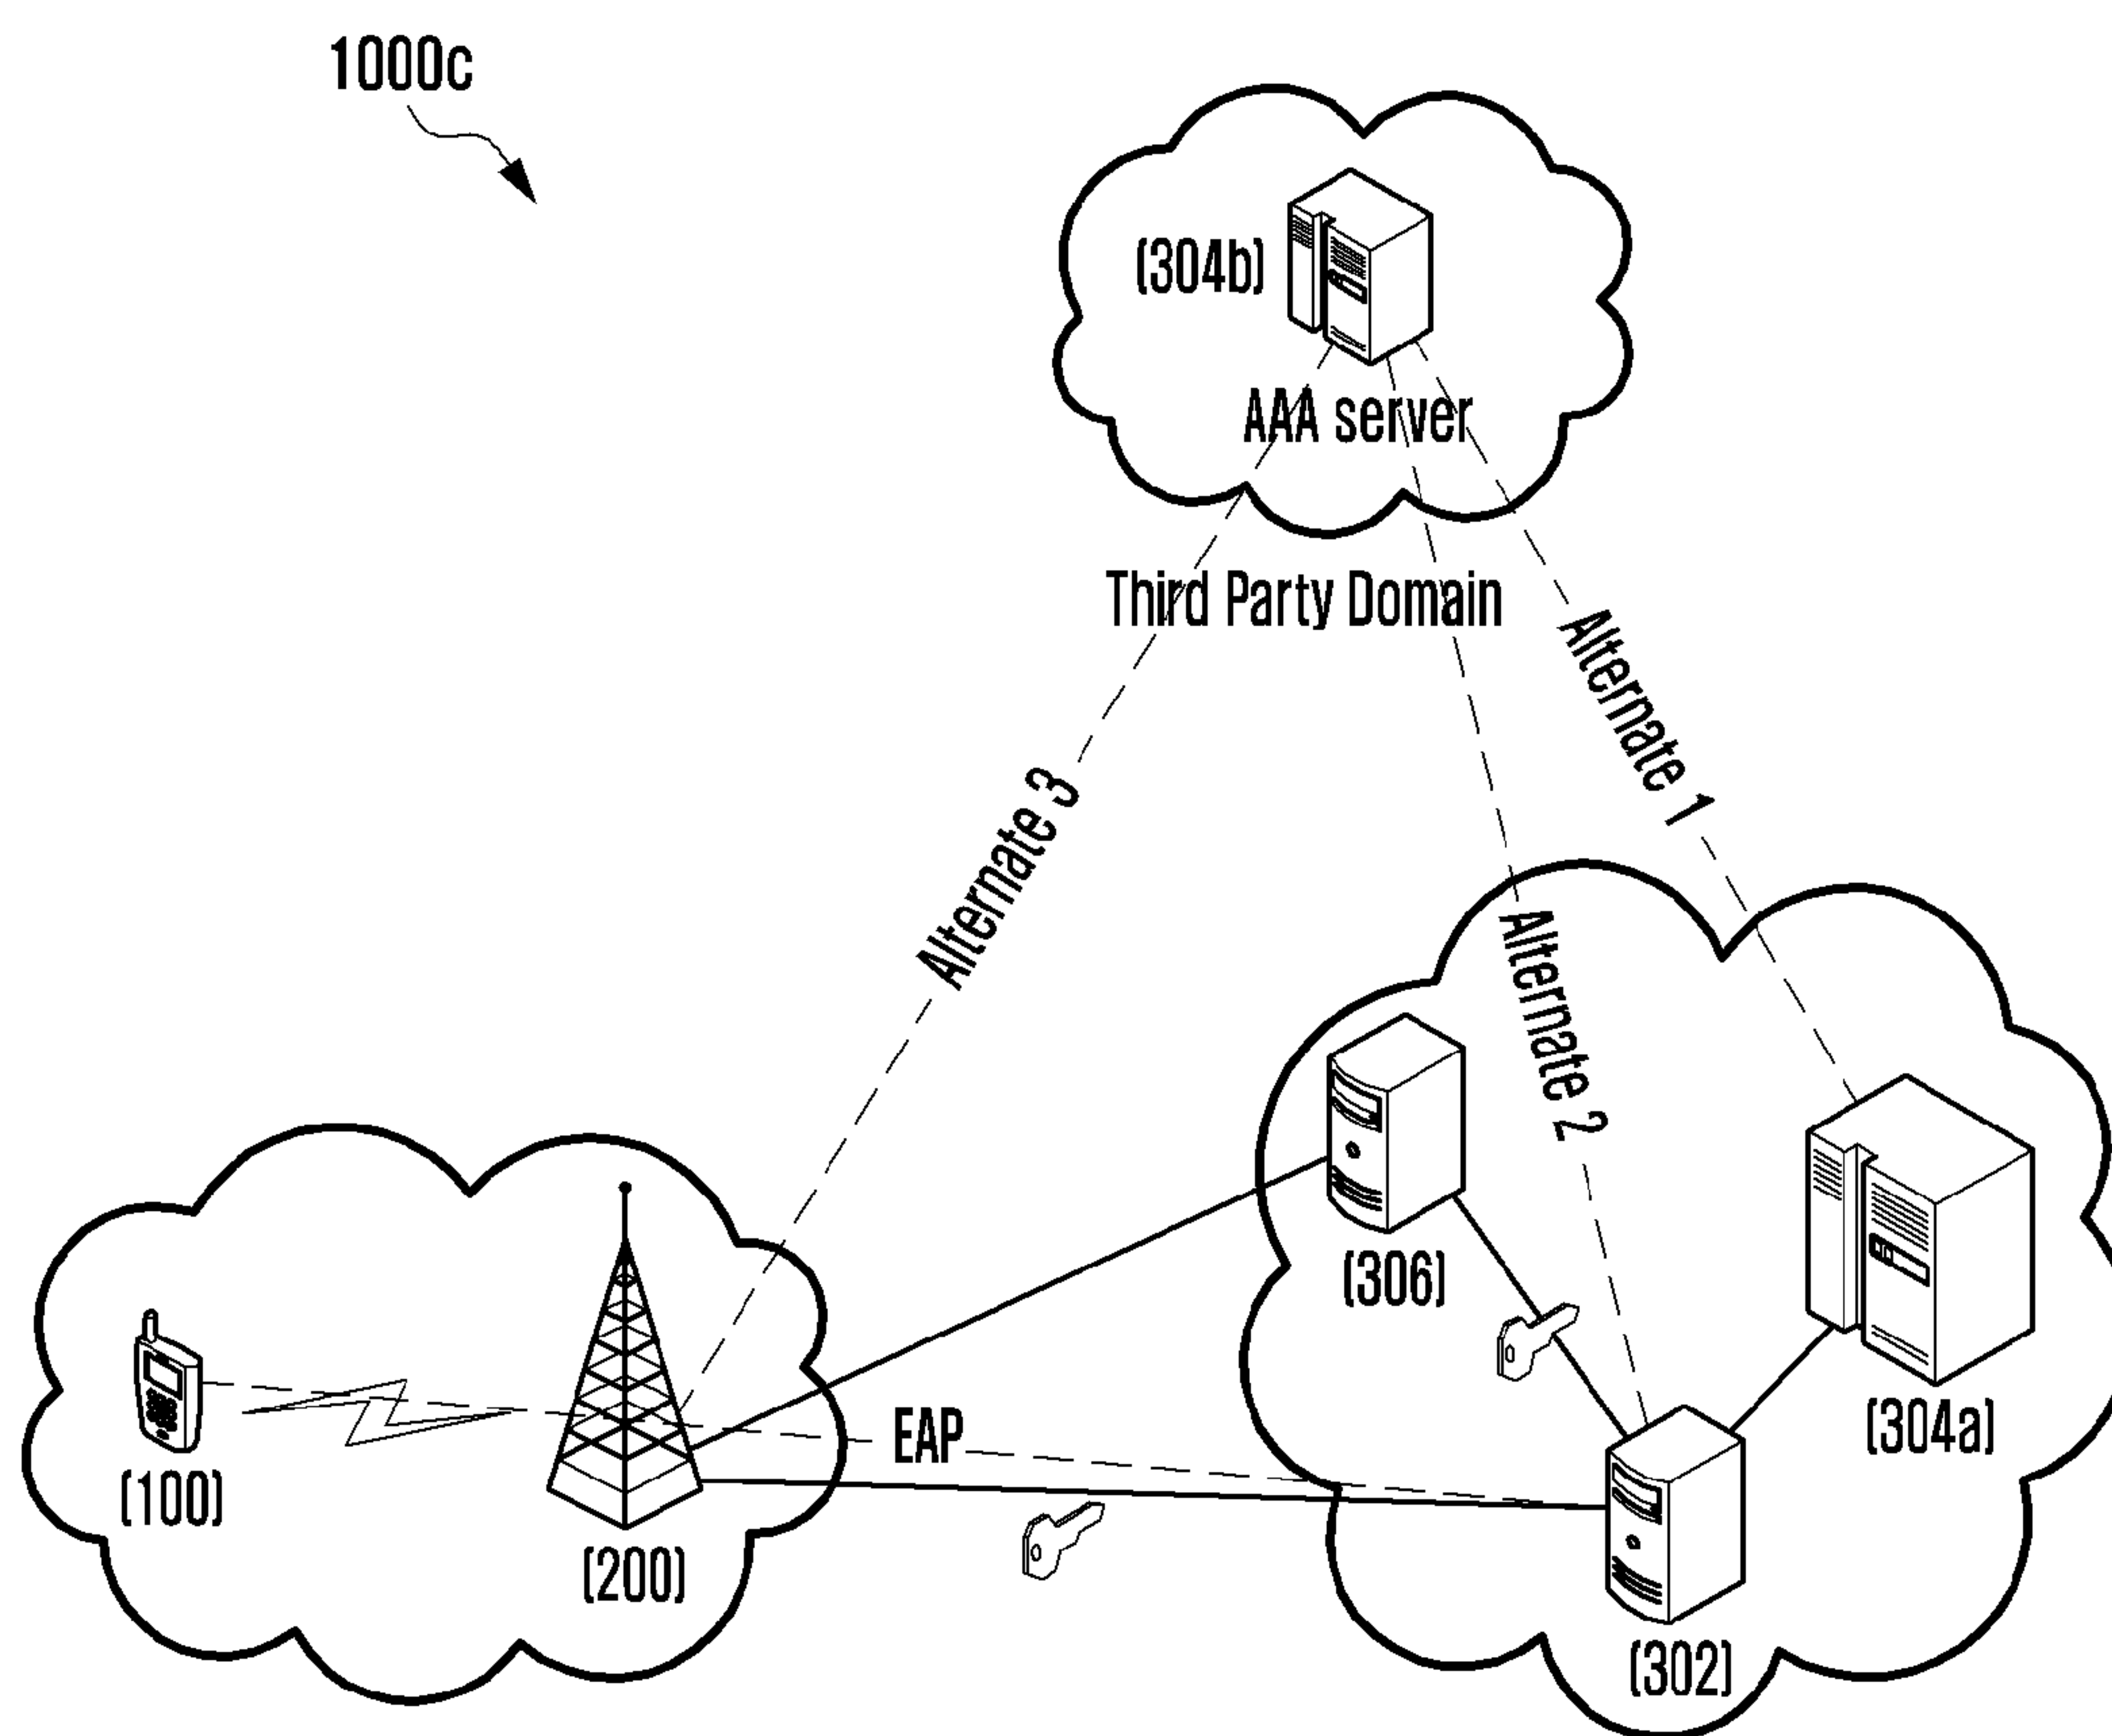 1000c
(304b)
AAA server
Third Party Domain
Alternate 1
Alternate 3
Alternate 2
(306)
(304a)
EAP
(100)
(200)
(302)